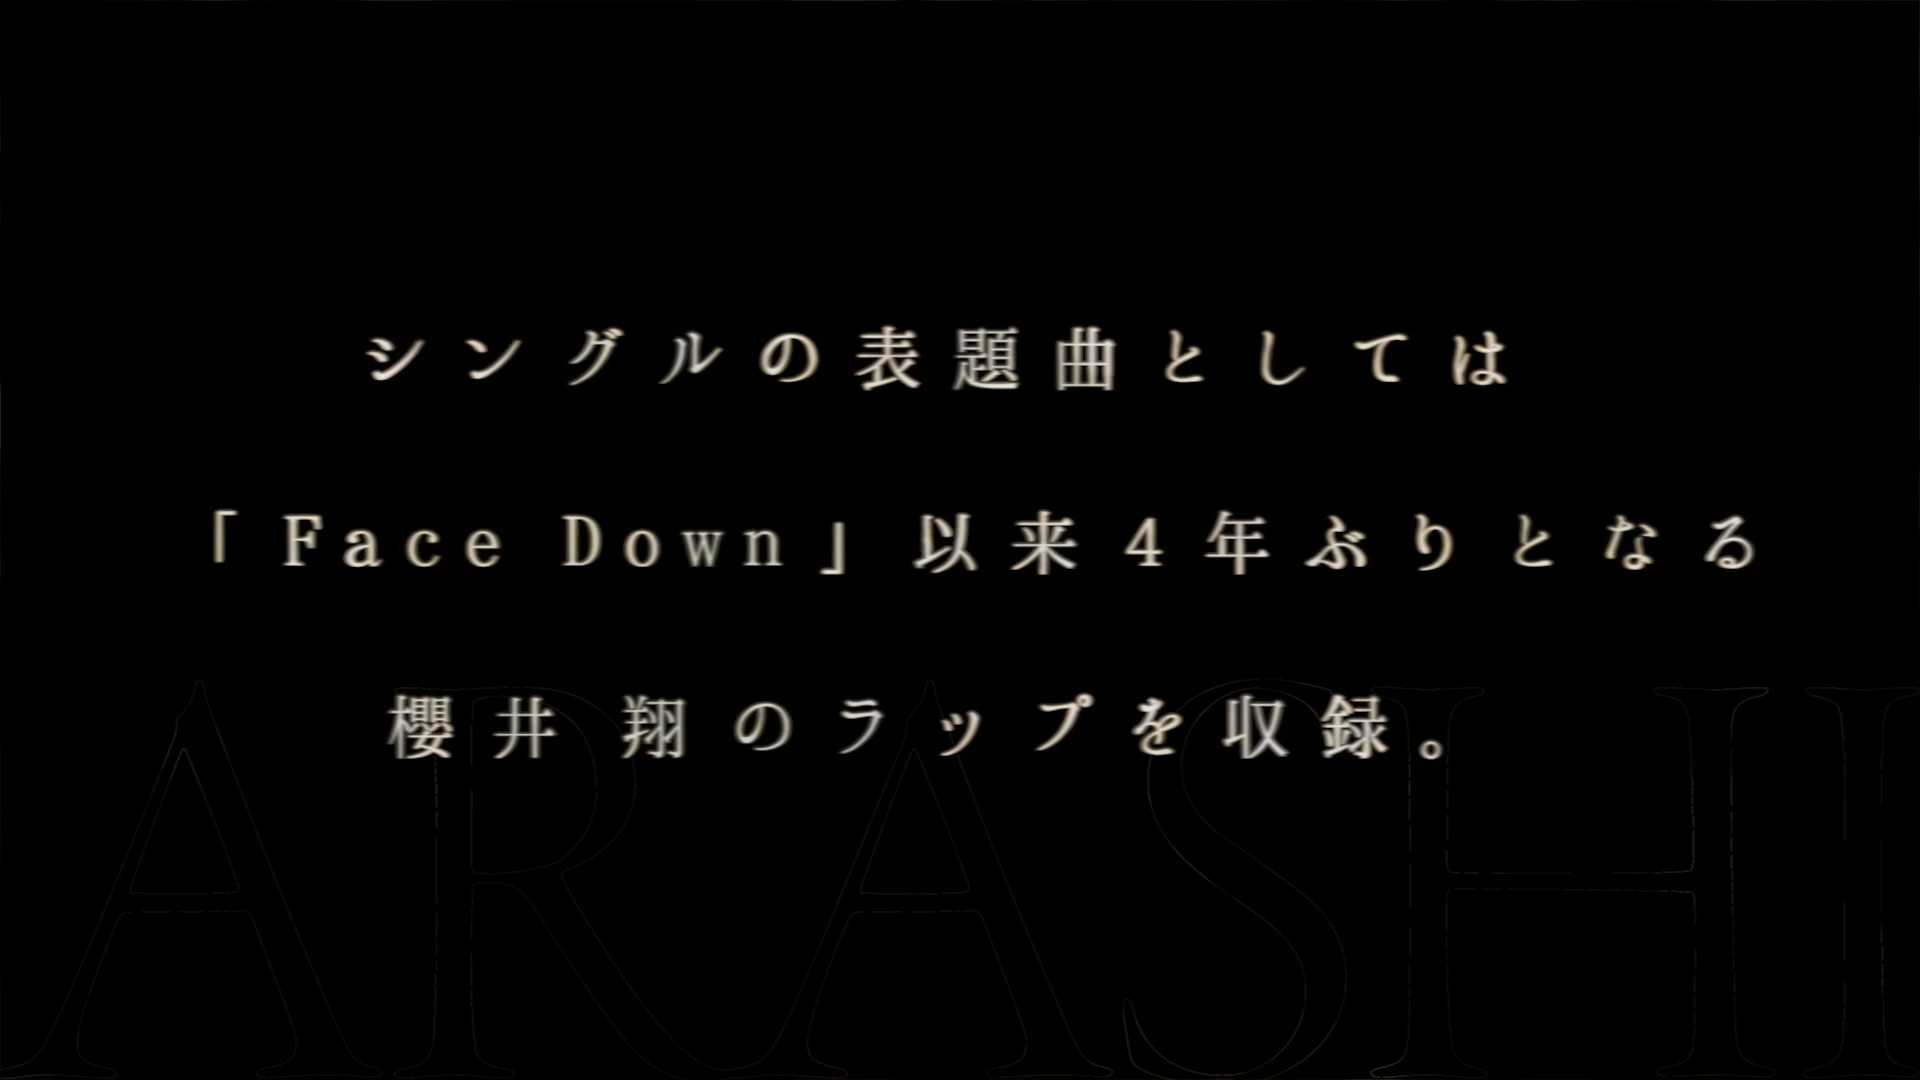 シングルの表題曲としては
「Face Down」以来4年ぶりとなる
櫻井 翔のラップを収録。
ARASHI